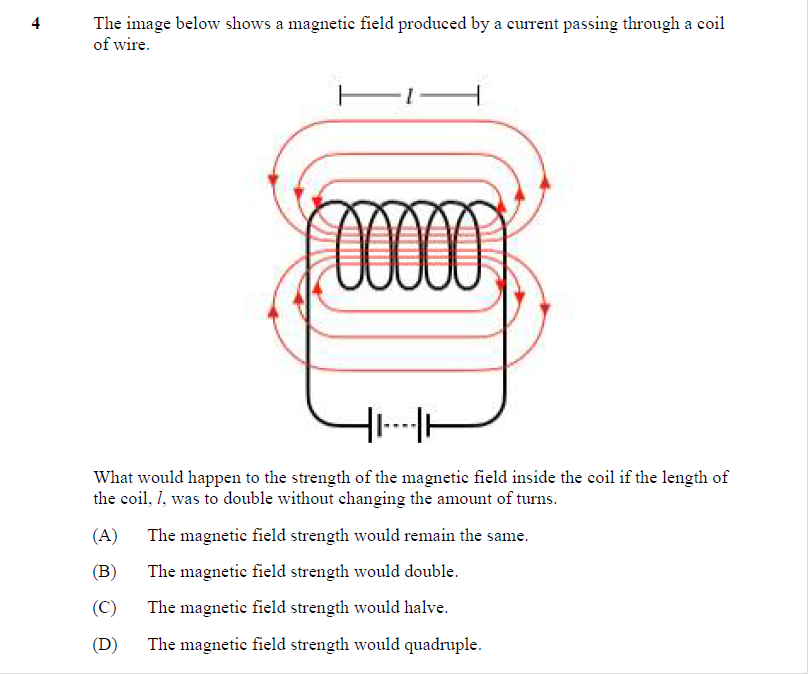 4 The image below shows a magnetic field produced by a current passing through a coil
of wire.
l
What would happen to the strength of the magnetic field inside the coil if the length of
the coil, l, was to double without changing the amount of turns.
(A) The magnetic field strength would remain the same.
(B) The magnetic field strength would double.
(C) The magnetic field strength would halve.
(D) The magnetic field strength would quadruple.